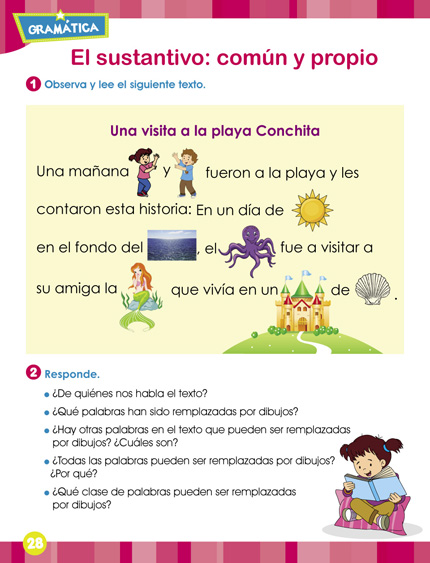 GRAMÁTICA
El sustantivo: común y propio
1 Observa y lee el siguiente texto.
Una visita a la playa Conchita
Una mañana y fueron a la playa y les
contaron esta historia: En un día de
en el fondo del , el fue a visitar a
su amiga la que vivía en un de .
2 Responde.
• ¿De quiénes nos habla el texto?
• ¿Qué palabras han sido remplazadas por dibujos?
• ¿Hay otras palabras en el texto que pueden ser remplazadas
por dibujos? ¿Cuáles son?
• ¿Todas las palabras pueden ser remplazadas por dibujos?
¿Por qué?
• ¿Qué clase de palabras pueden ser remplazadas
por dibujos?
28